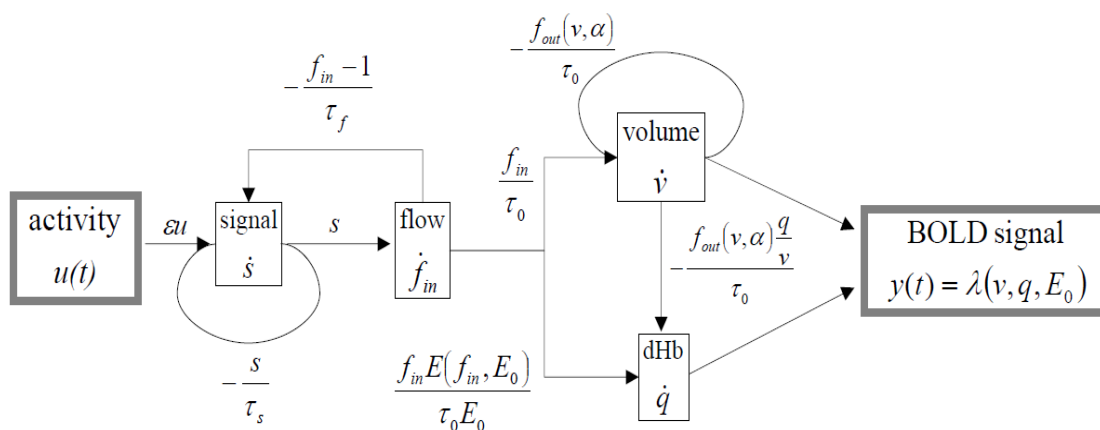 activity
u(t)
εu
signal
ṡ
-s/τ_s
s
-(f_in − 1)/τ_f
flow
ḟ_in
f_in/τ_0
f_in E(f_in, E_0)/(τ_0 E_0)
-f_out(v, α)/τ_0
volume
v̇
-f_out(v, α) (q/v)/τ_0
dHb
q̇
BOLD signal
y(t) = λ(v, q, E_0)